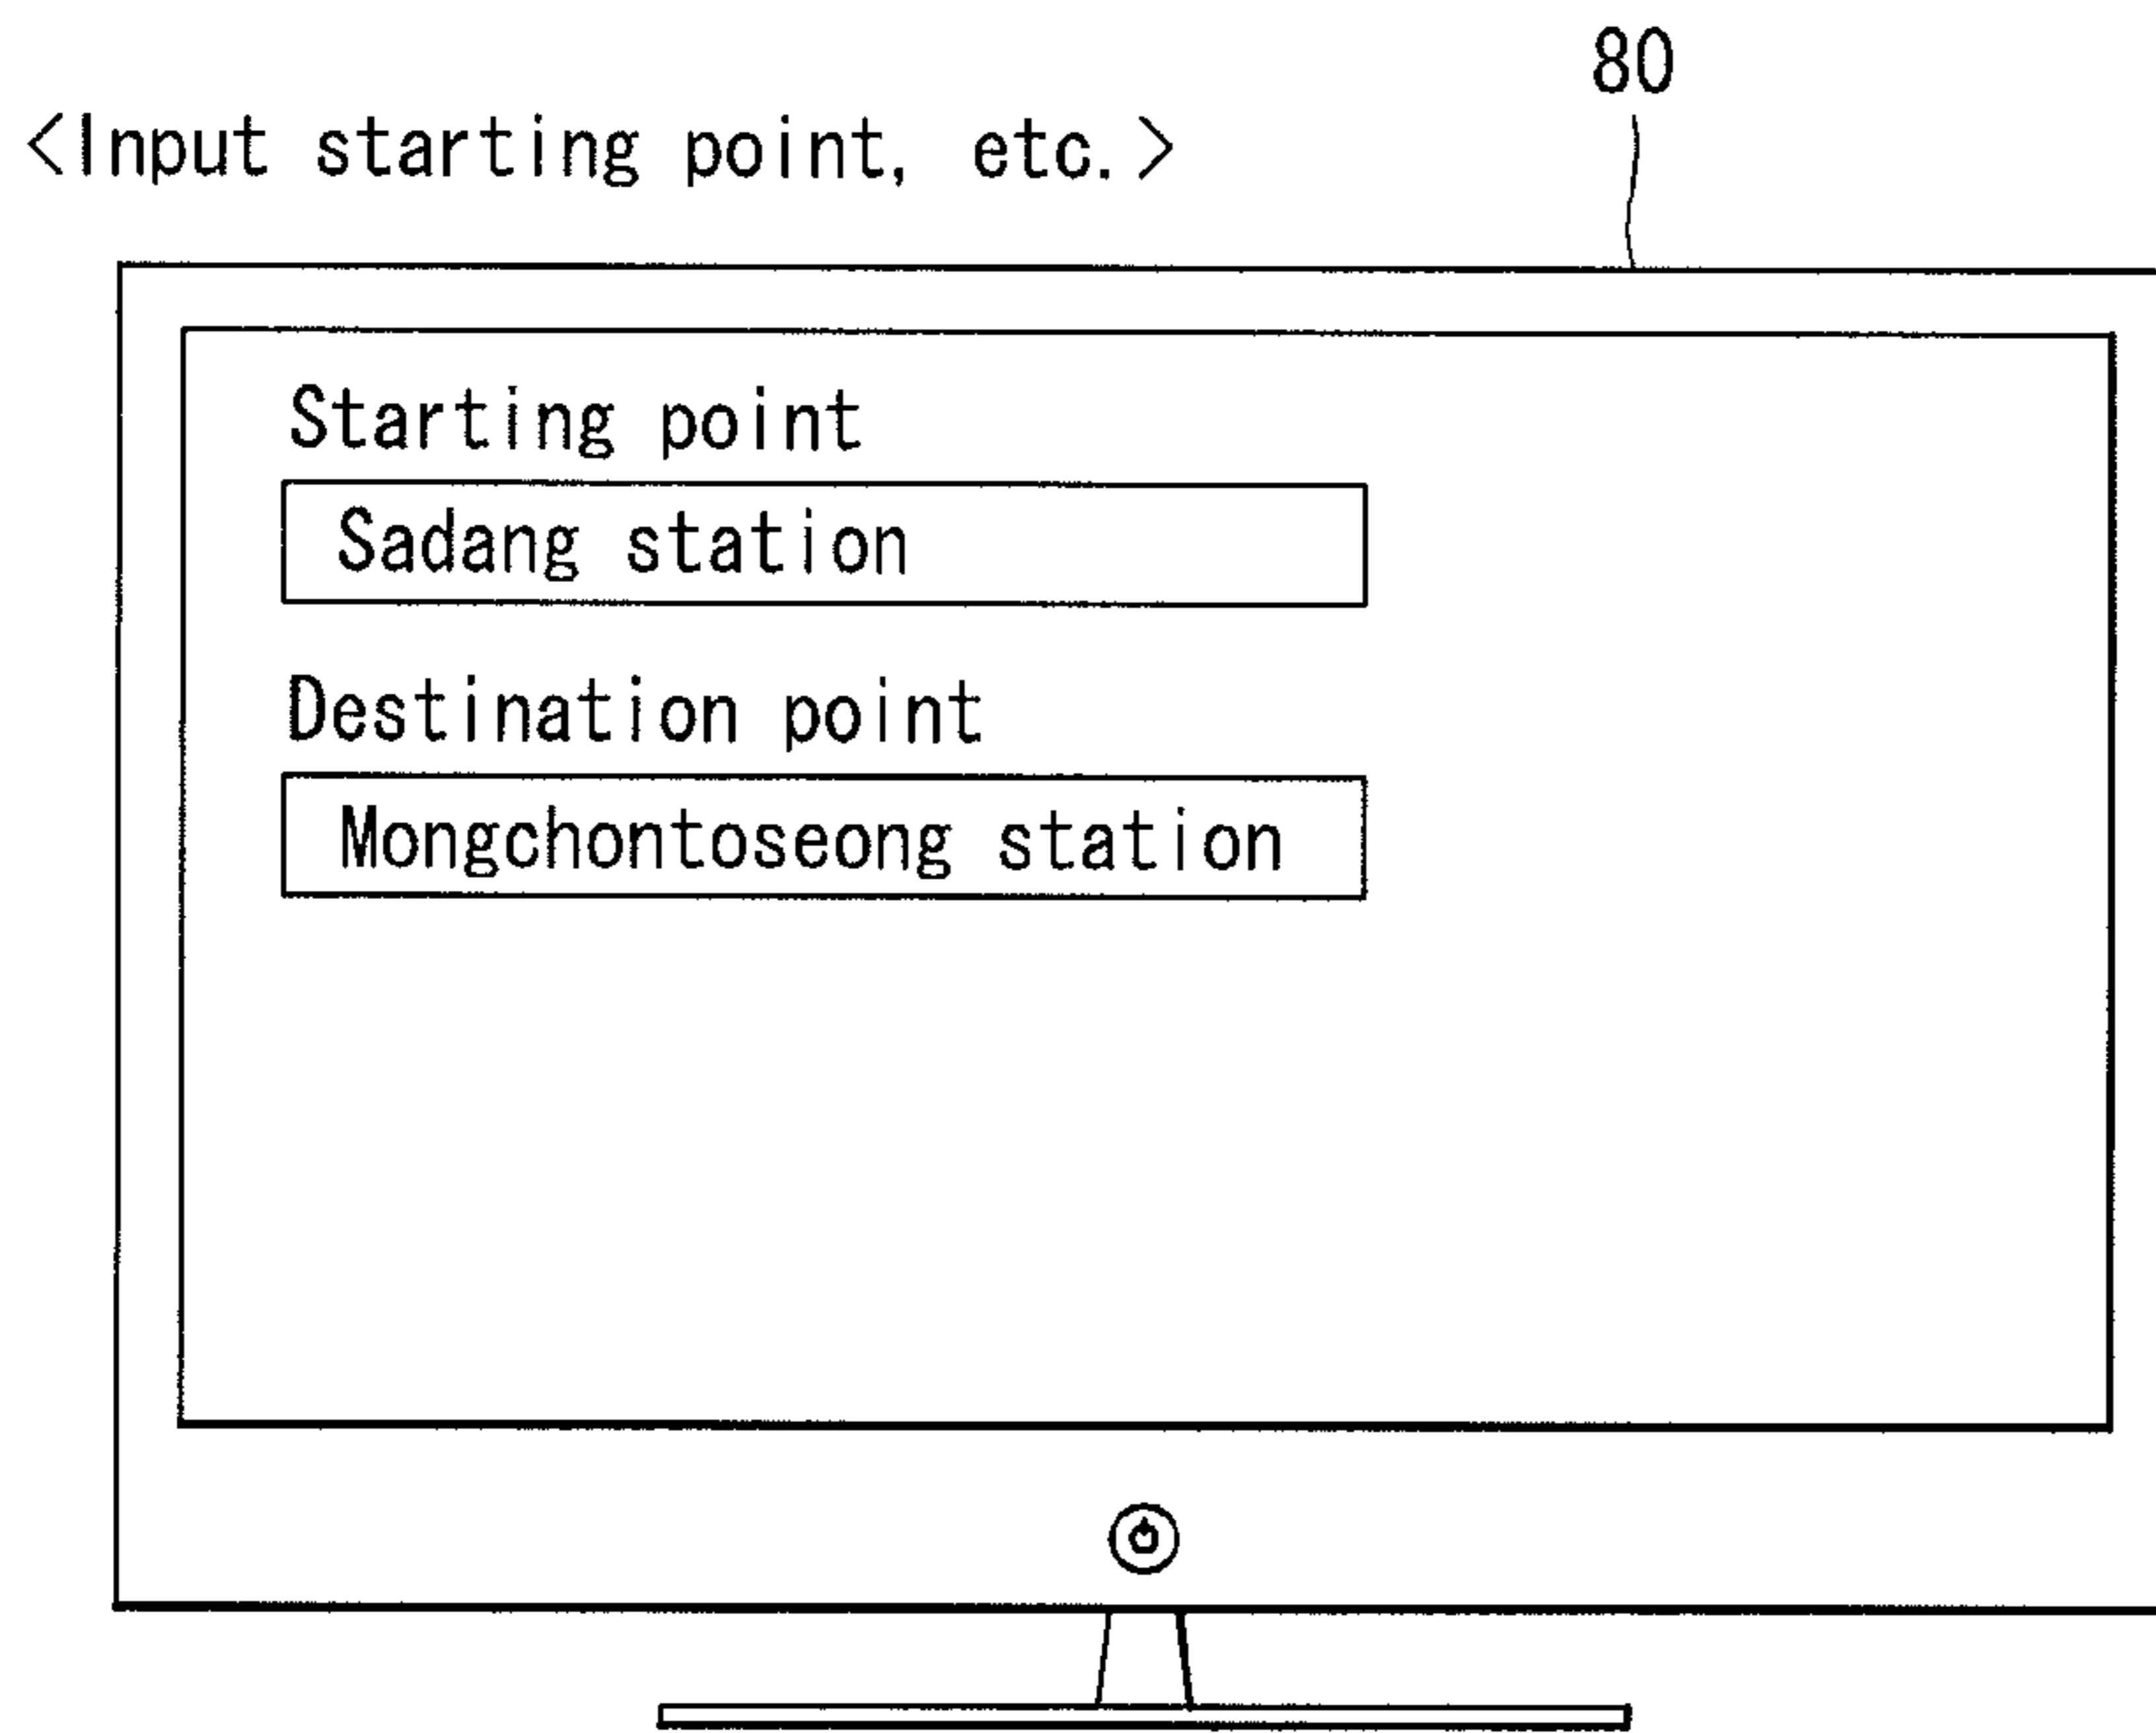 80
<Input starting point, etc.>
Starting point
Sadang station
Destination point
Mongchontoseong station